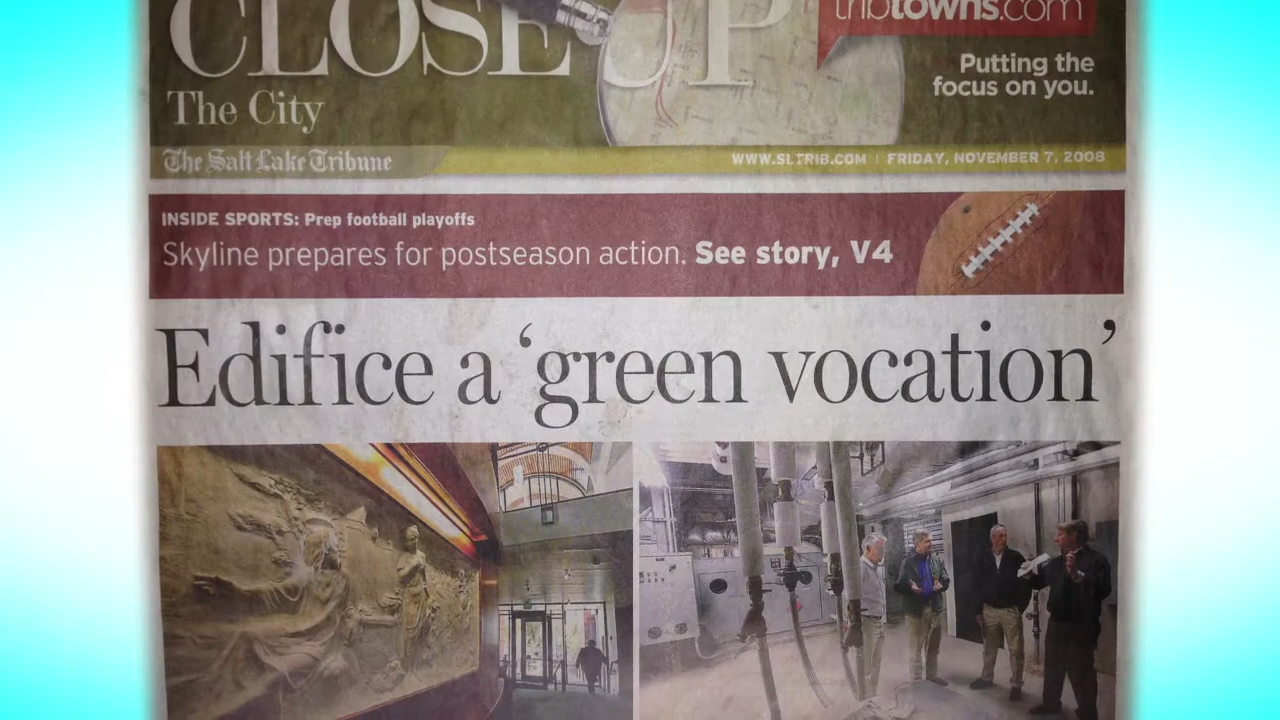 CLOSE UP
The City
tribtowns.com
Putting the
focus on you.
The Salt Lake Tribune
WWW.SLTRIB.COM | FRIDAY, NOVEMBER 7, 2008
INSIDE SPORTS: Prep football playoffs
Skyline prepares for postseason action. See story, V4
Edifice a ‘green vocation’